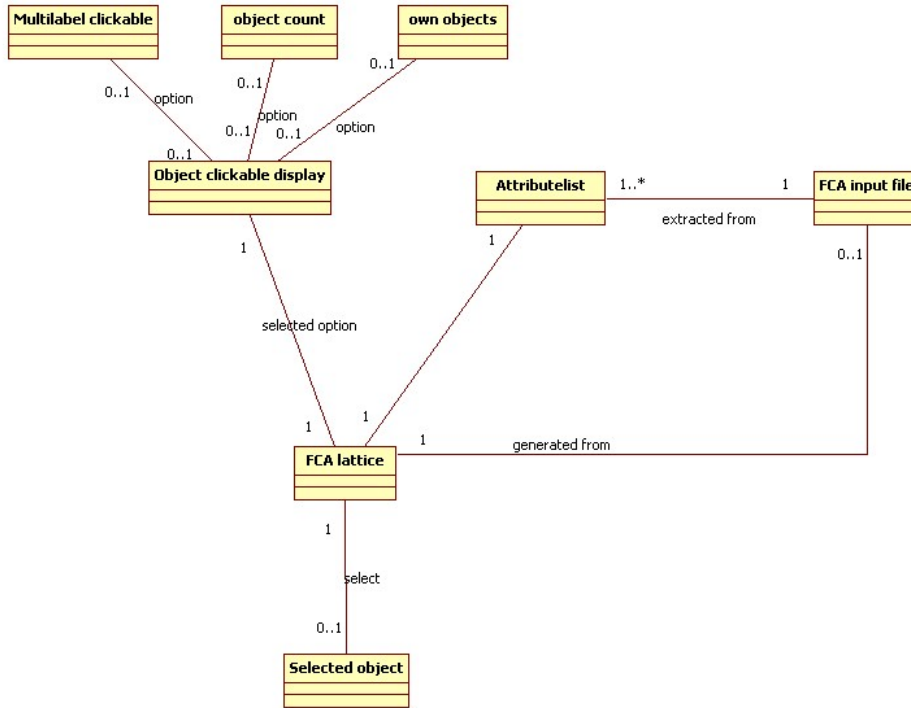 Multilabel clickable
object count
own objects
0..1
0..1
0..1
option
option
option
0..1
0..1
0..1
Object clickable display
Attributelist
1..*
1
FCA input file
extracted from
1
1
0..1
selected option
1
1
1
generated from
FCA lattice
1
select
0..1
Selected object